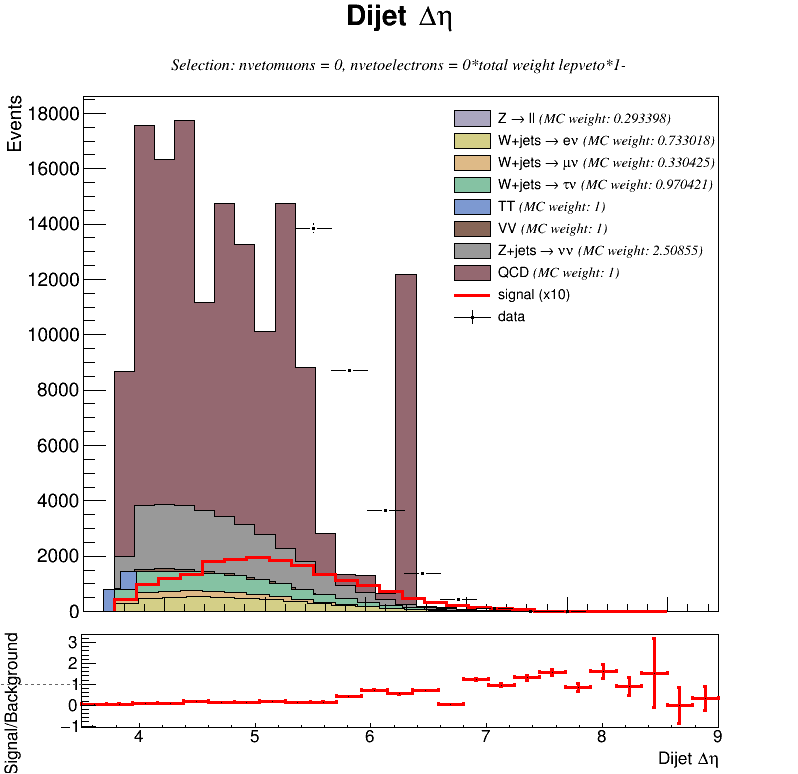 Dijet Δη
Selection: nvetomuons = 0, nvetoelectrons = 0*total weight lepveto*1-
Events
18000
16000
14000
12000
10000
8000
6000
4000
2000
0
Z → ll (MC weight: 0.293398)
W+jets → eν (MC weight: 0.733018)
W+jets → μν (MC weight: 0.330425)
W+jets → τν (MC weight: 0.970421)
TT (MC weight: 1)
VV (MC weight: 1)
Z+jets → νν (MC weight: 2.50855)
QCD (MC weight: 1)
signal (x10)
data
Signal/Background
3
2
1
0
−1
4 5 6 7 8 9
Dijet Δη